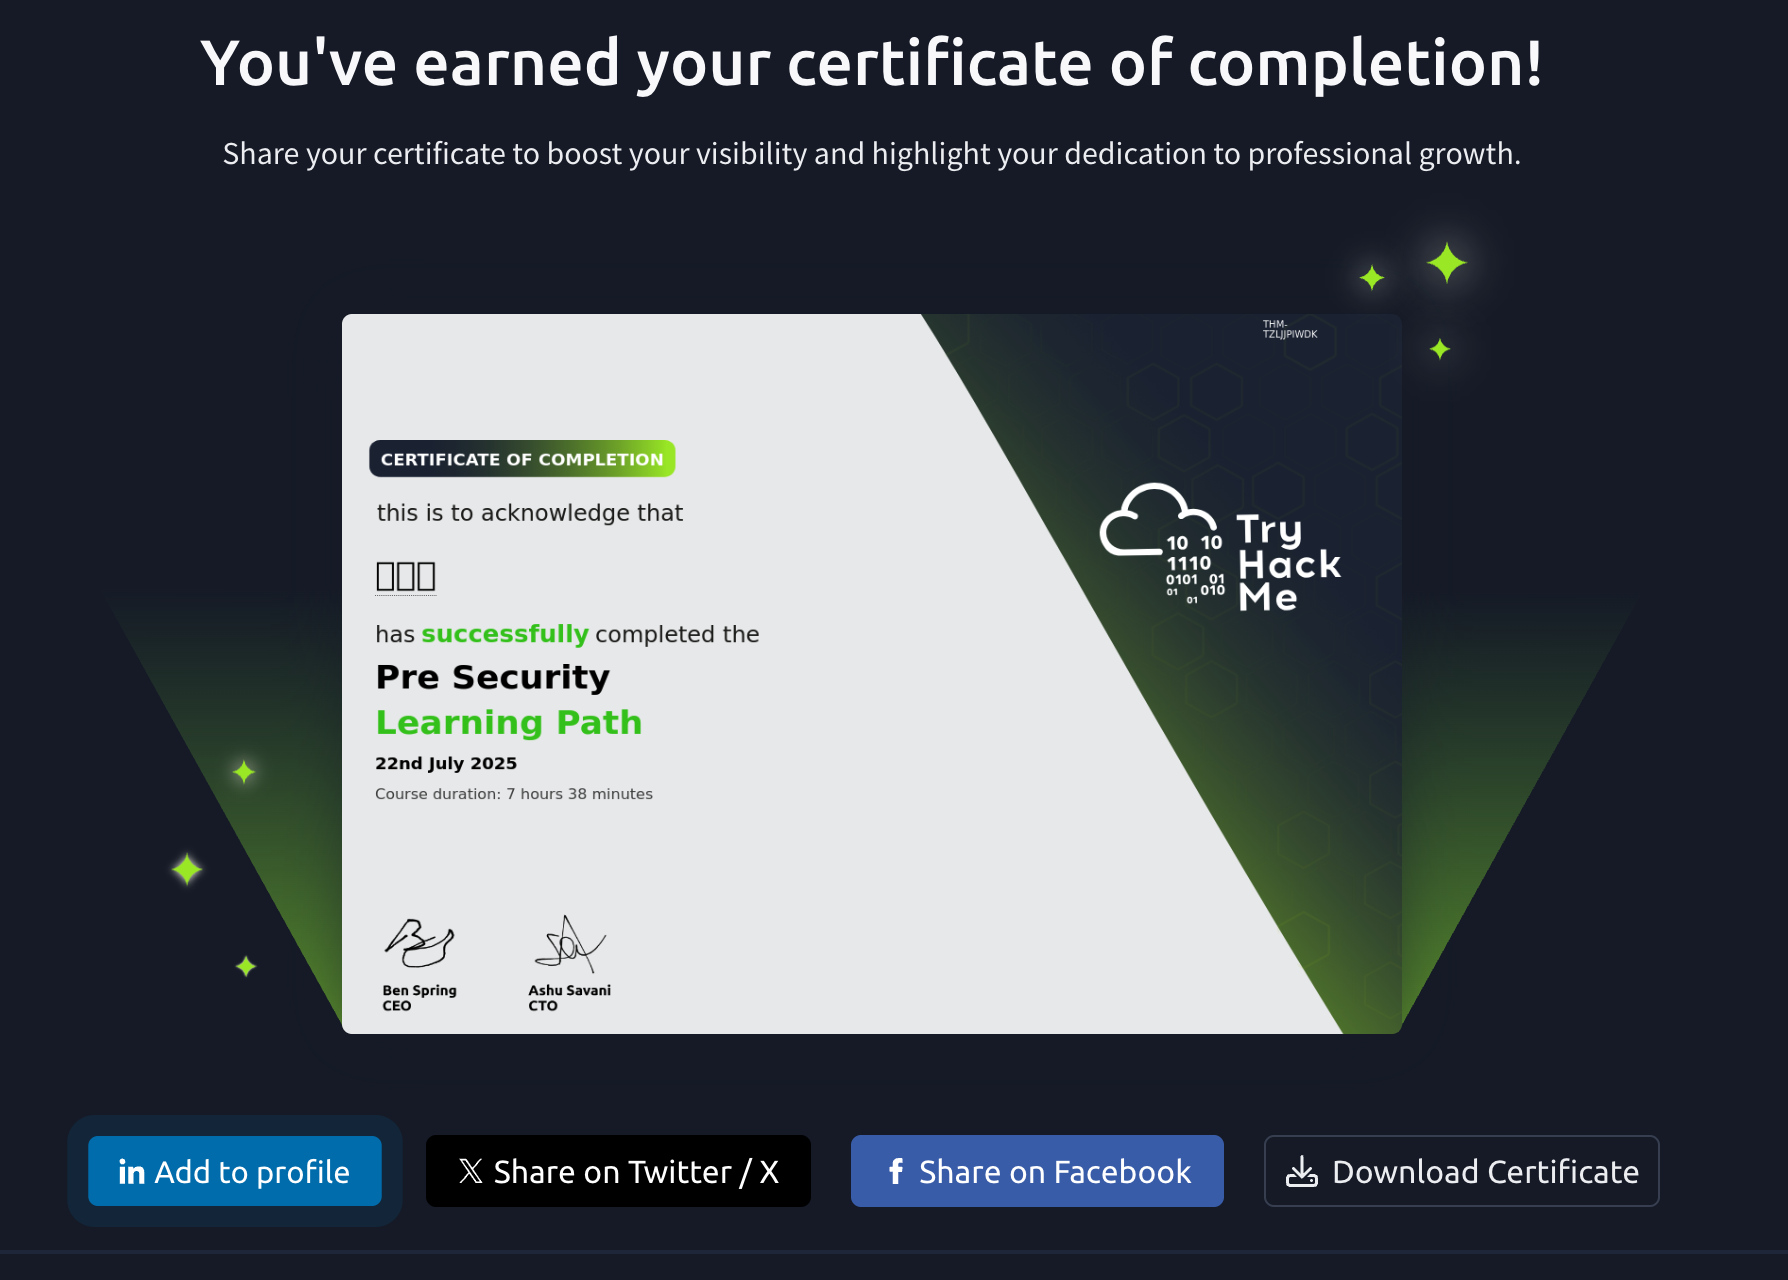 You've earned your certificate of completion!
Share your certificate to boost your visibility and highlight your dedication to professional growth.
THM-
TZLJJPIWDK
CERTIFICATE OF COMPLETION
this is to acknowledge that
has successfully completed the
Pre Security
Learning Path
22nd July 2025
Course duration: 7 hours 38 minutes
10 10
1110
0101 01
01 010
01
Try
Hack
Me
Ben Spring
CEO
Ashu Savani
CTO
in Add to profile
𝕏 Share on Twitter / X
f Share on Facebook
Download Certificate